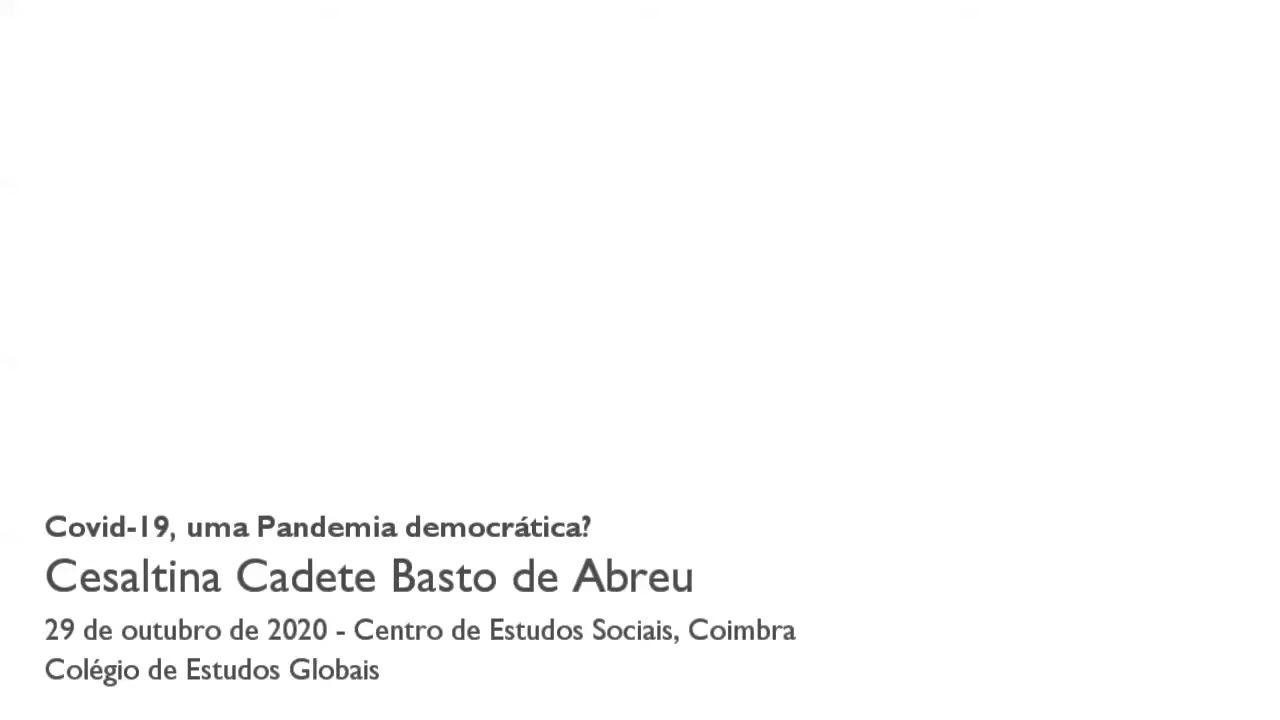 Covid-19, uma Pandemia democrática?
Cesaltina Cadete Basto de Abreu
29 de outubro de 2020 - Centro de Estudos Sociais, Coimbra
Colégio de Estudos Globais